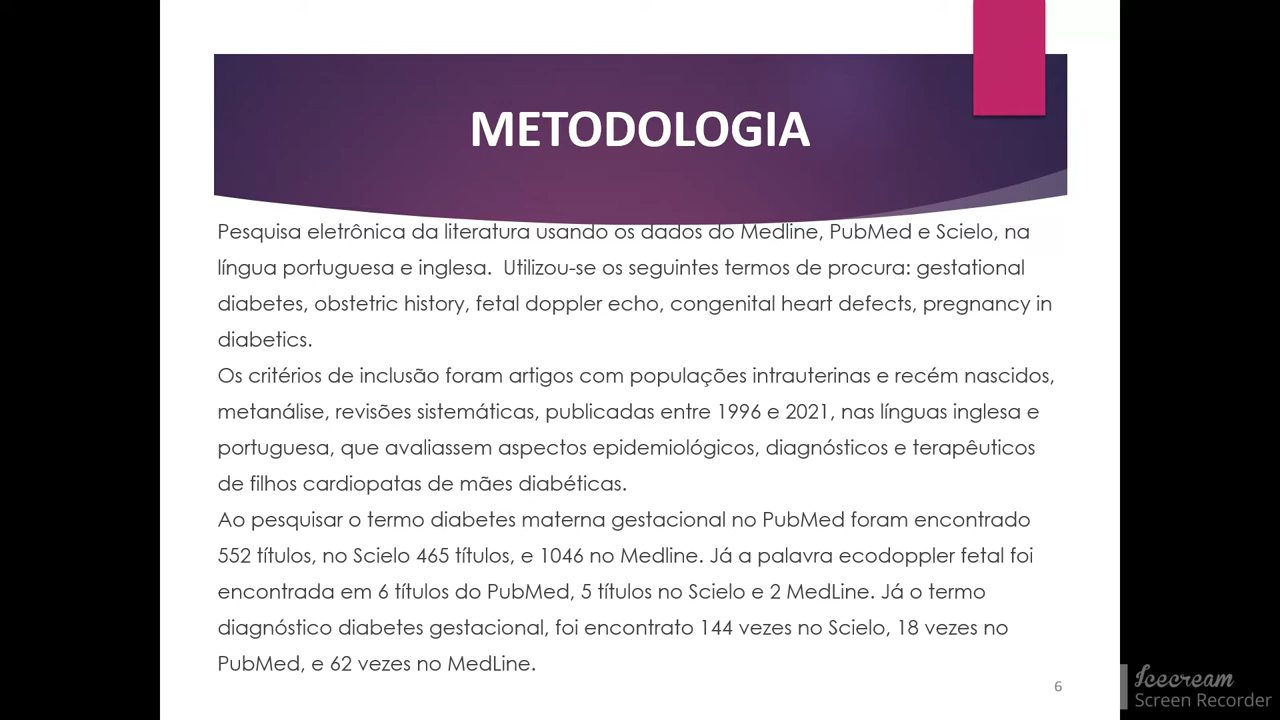 METODOLOGIA
Pesquisa eletrônica da literatura usando os dados do Medline, PubMed e Scielo, na
língua portuguesa e inglesa.  Utilizou-se os seguintes termos de procura: gestational
diabetes, obstetric history, fetal doppler echo, congenital heart defects, pregnancy in
diabetics.
Os critérios de inclusão foram artigos com populações intrauterinas e recém nascidos,
metanálise, revisões sistemáticas, publicadas entre 1996 e 2021, nas línguas inglesa e
portuguesa, que avaliassem aspectos epidemiológicos, diagnósticos e terapêuticos
de filhos cardiopatas de mães diabéticas.
Ao pesquisar o termo diabetes materna gestacional no PubMed foram encontrado
552 títulos, no Scielo 465 títulos, e 1046 no Medline. Já a palavra ecodoppler fetal foi
encontrada em 6 títulos do PubMed, 5 títulos no Scielo e 2 MedLine. Já o termo
diagnóstico diabetes gestacional, foi encontrato 144 vezes no Scielo, 18 vezes no
PubMed, e 62 vezes no MedLine.
6
Icecream
Screen Recorder